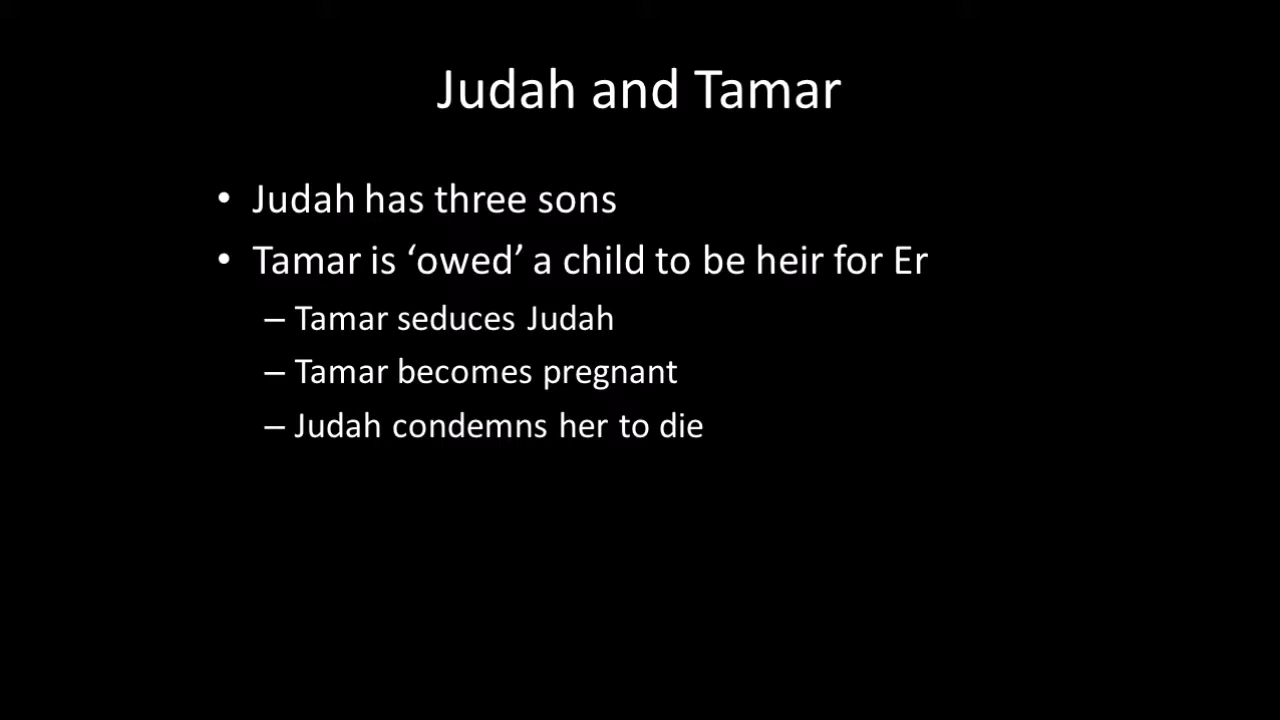 Judah and Tamar
• Judah has three sons
• Tamar is ‘owed’ a child to be heir for Er
– Tamar seduces Judah
– Tamar becomes pregnant
– Judah condemns her to die